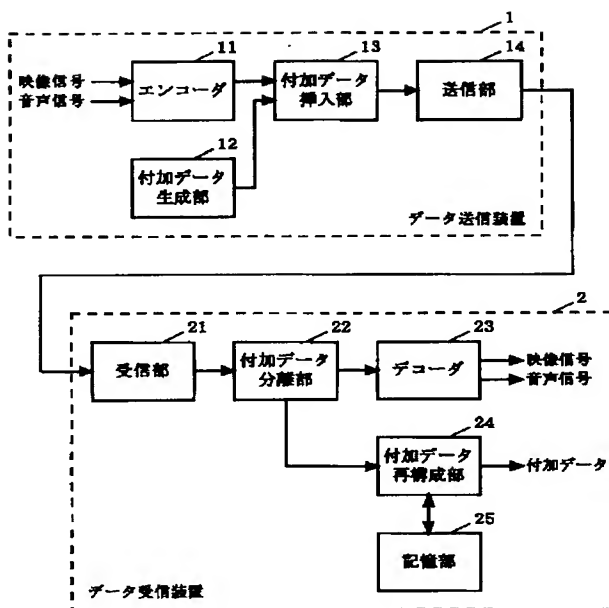 1
11
13
14
映像信号
音声信号
エンコーダ
付加データ
挿入部
送信部
12
付加データ
生成部
データ送信装置
2
21
22
23
受信部
付加データ
分離部
デコーダ
映像信号
音声信号
24
付加データ
再構成部
付加データ
25
記憶部
データ受信装置